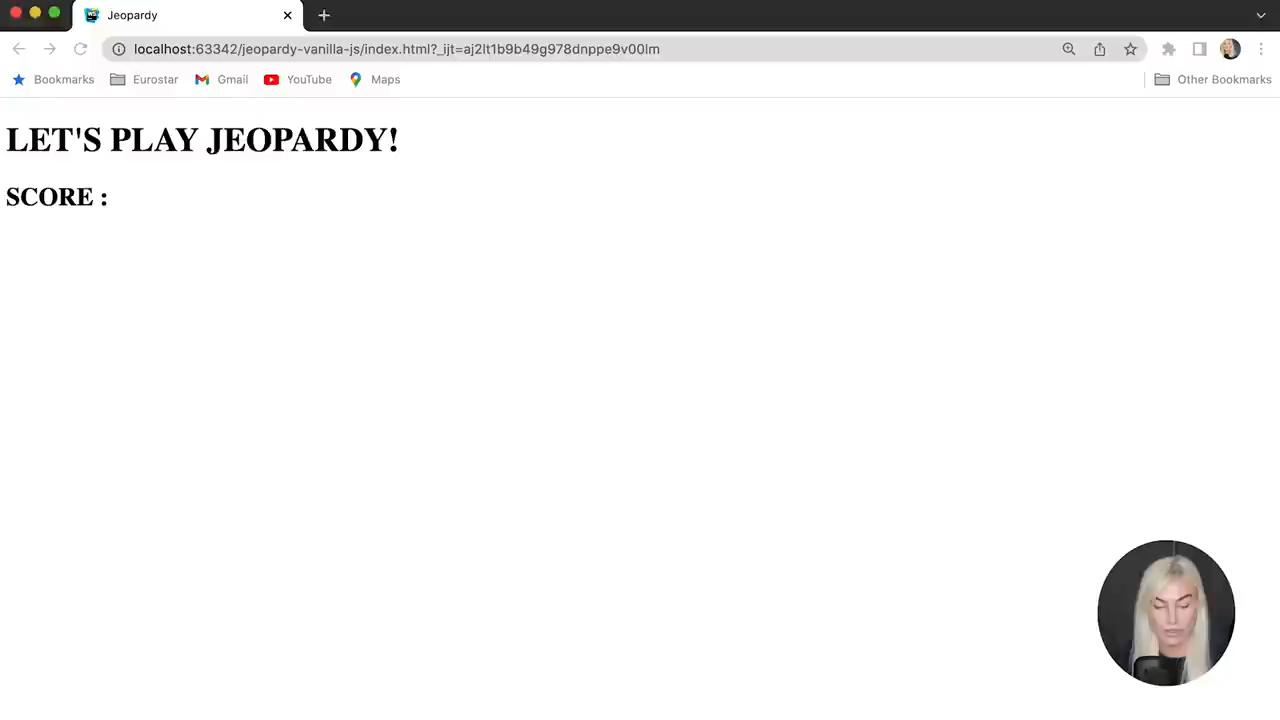 Jeopardy
localhost:63342/jeopardy-vanilla-js/index.html?_ijt=aj2lt1b9b49g978dnppe9v00lm
Bookmarks Eurostar Gmail YouTube Maps Other Bookmarks
LET'S PLAY JEOPARDY!
SCORE :